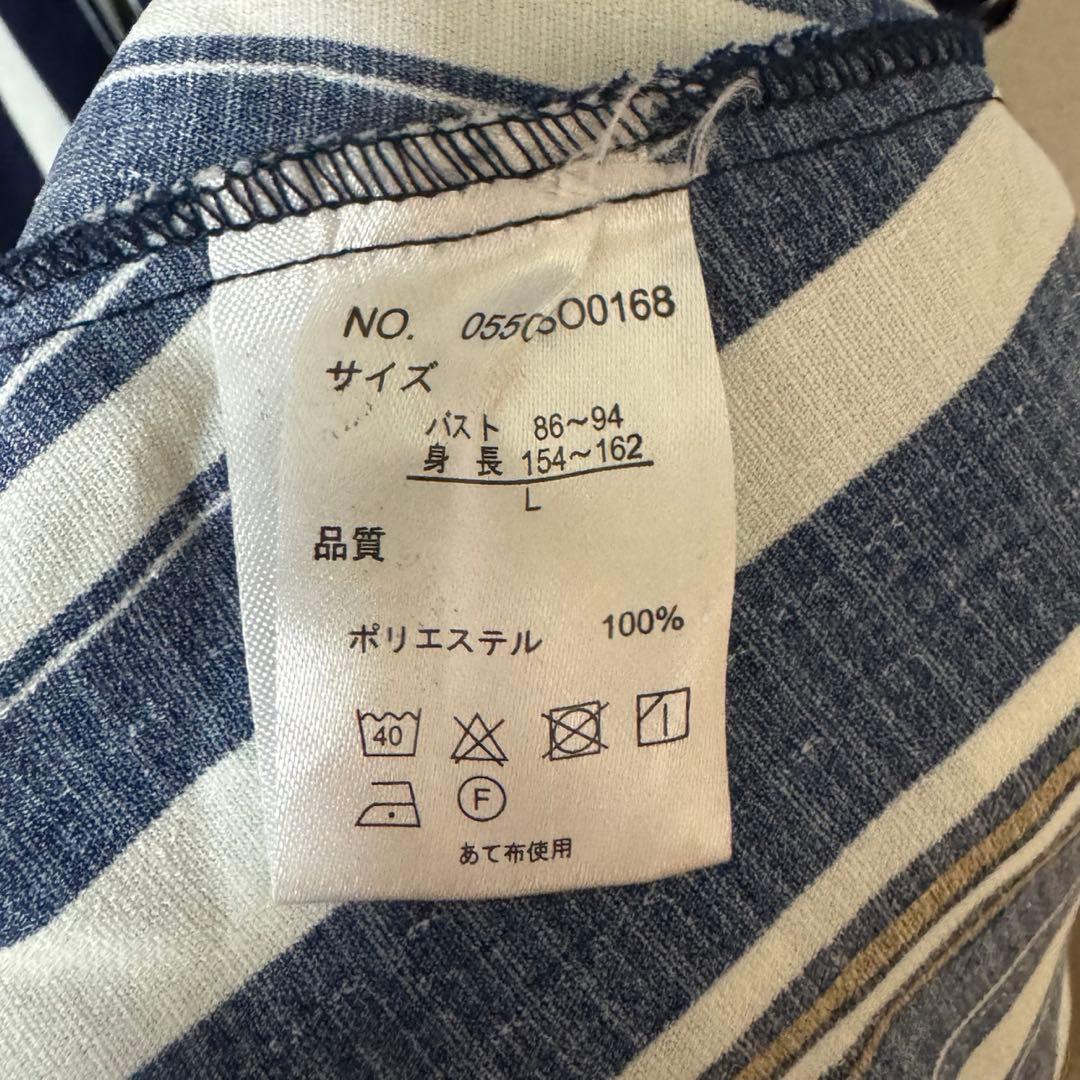 NO. 0550S00168
サイズ
バスト 86～94
身長 154～162
L
品質
ポリエステル 100%
40
F
あて布使用